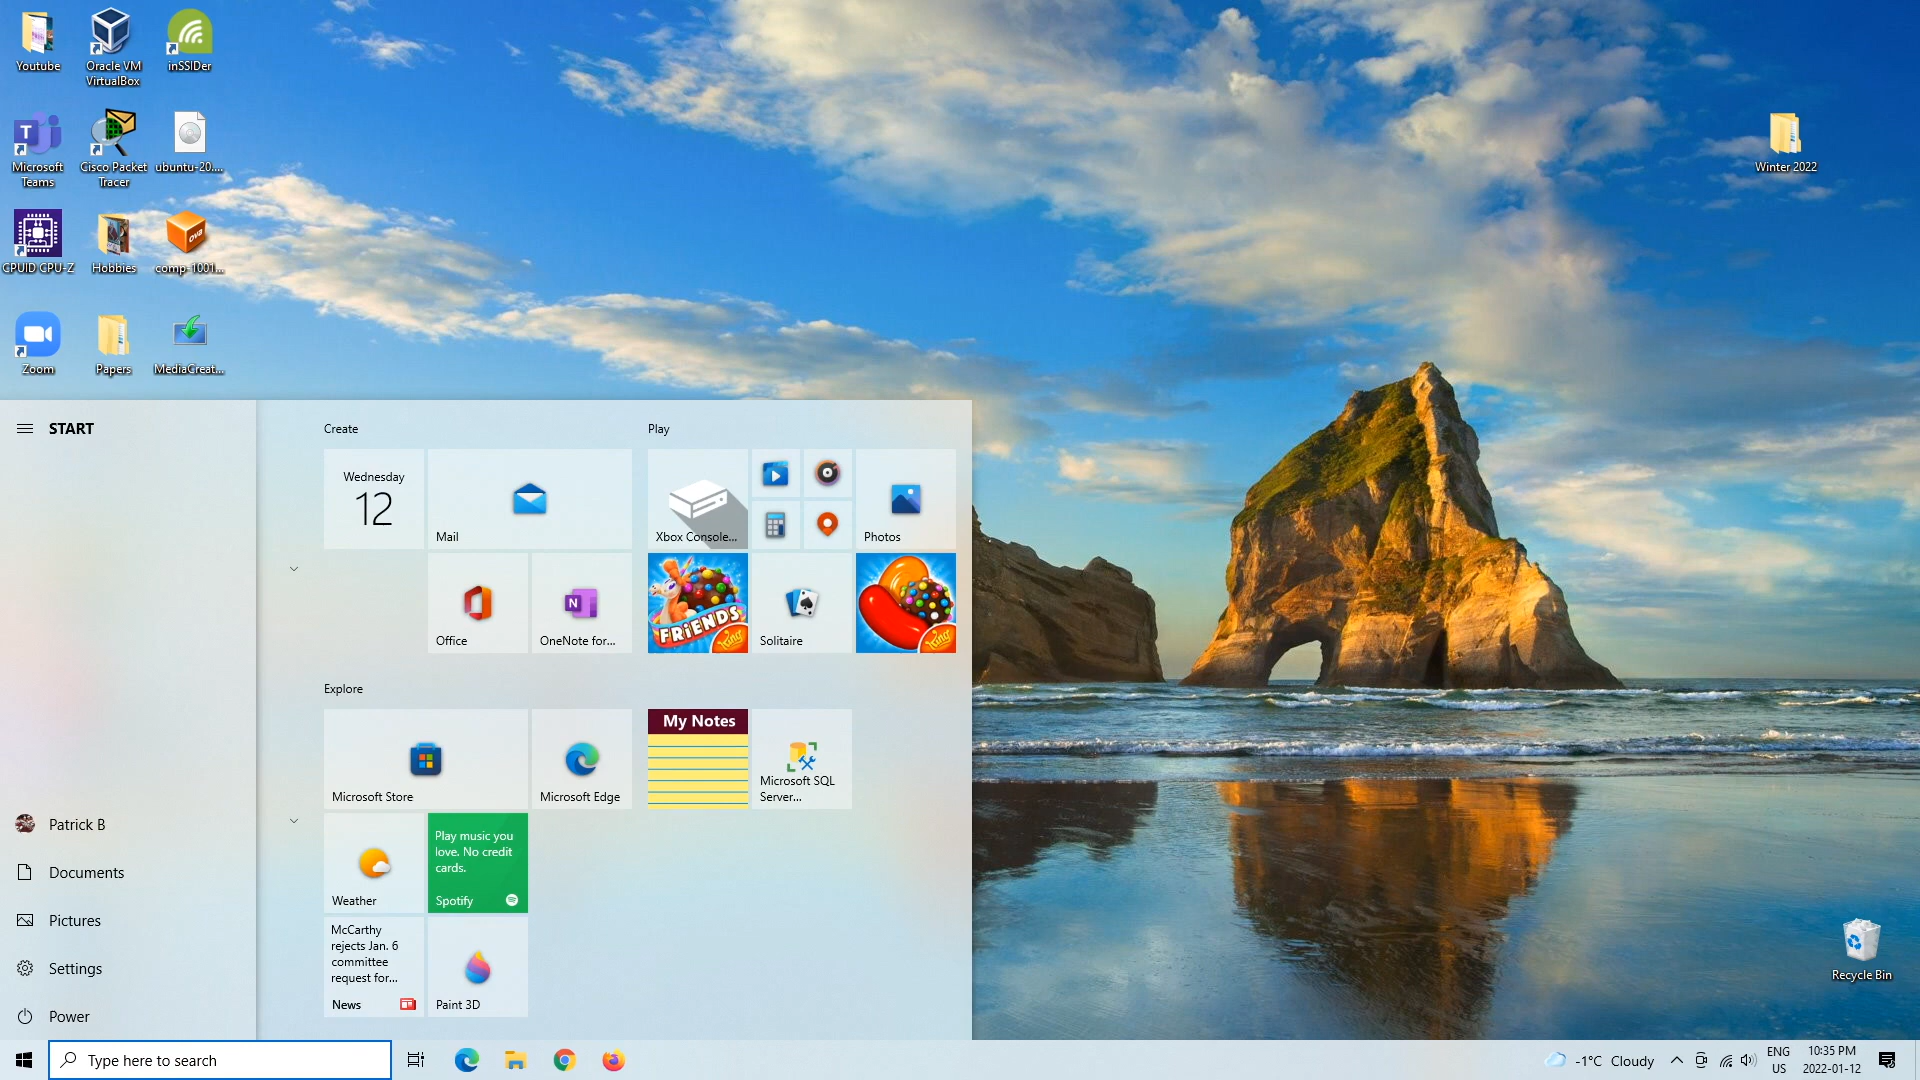 Youtube
Oracle VM
VirtualBox
inSSIDer
Microsoft
Teams
Cisco Packet
Tracer
ubuntu-20....
CPUID CPU-Z
Hobbies
ova
comp-1001...
Zoom
Papers
MediaCreat...
Winter 2022
START
Create
Play
Wednesday
12
Mail
Xbox Console...
Photos
Office
N
OneNote for...
FRIENDS
King
Solitaire
King
Explore
Microsoft Store
Microsoft Edge
My Notes
Microsoft SQL
Server...
Patrick B
Documents
Pictures
Settings
Power
Weather
Play music you
love. No credit
cards.
Spotify
McCarthy
rejects Jan. 6
committee
request for...
News
Paint 3D
Recycle Bin
Type here to search
-1°C Cloudy
ENG
US
10:35 PM
2022-01-12